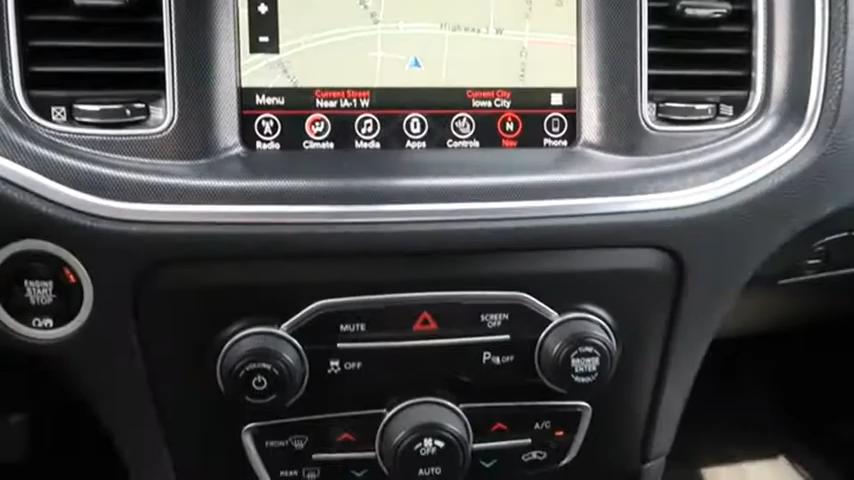 Highway 1 W
Current Street
Near IA-1 W
Current City
Iowa City
Menu
Radio
Climate
Media
Apps
Controls
N
Nav
Phone
ENGINE
START
STOP
MUTE
SCREEN
OFF
OFF
P OFF
VOLUME
TUNE
BROWSE
ENTER
SCROLL
FRONT
REAR
OFF
AUTO
A/C